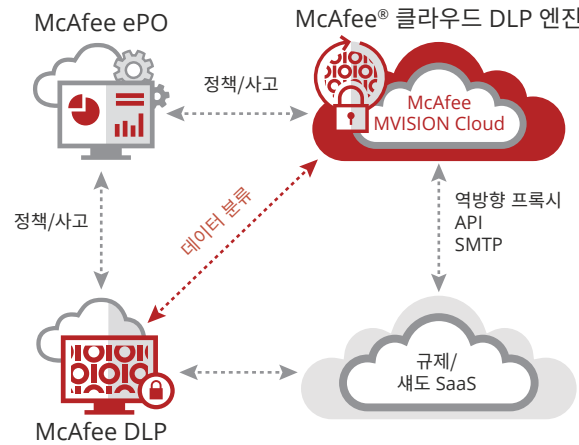 McAfee ePO
McAfee® 클라우드 DLP 엔진
정책/사고
McAfee
MVISION Cloud
정책/사고
데이터 분류
역방향 프록시
API
SMTP
규제/
섀도 SaaS
McAfee DLP